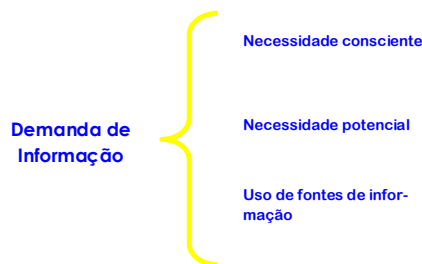 Demanda de
Informação
Necessidade consciente
Necessidade potencial
Uso de fontes de infor-
mação